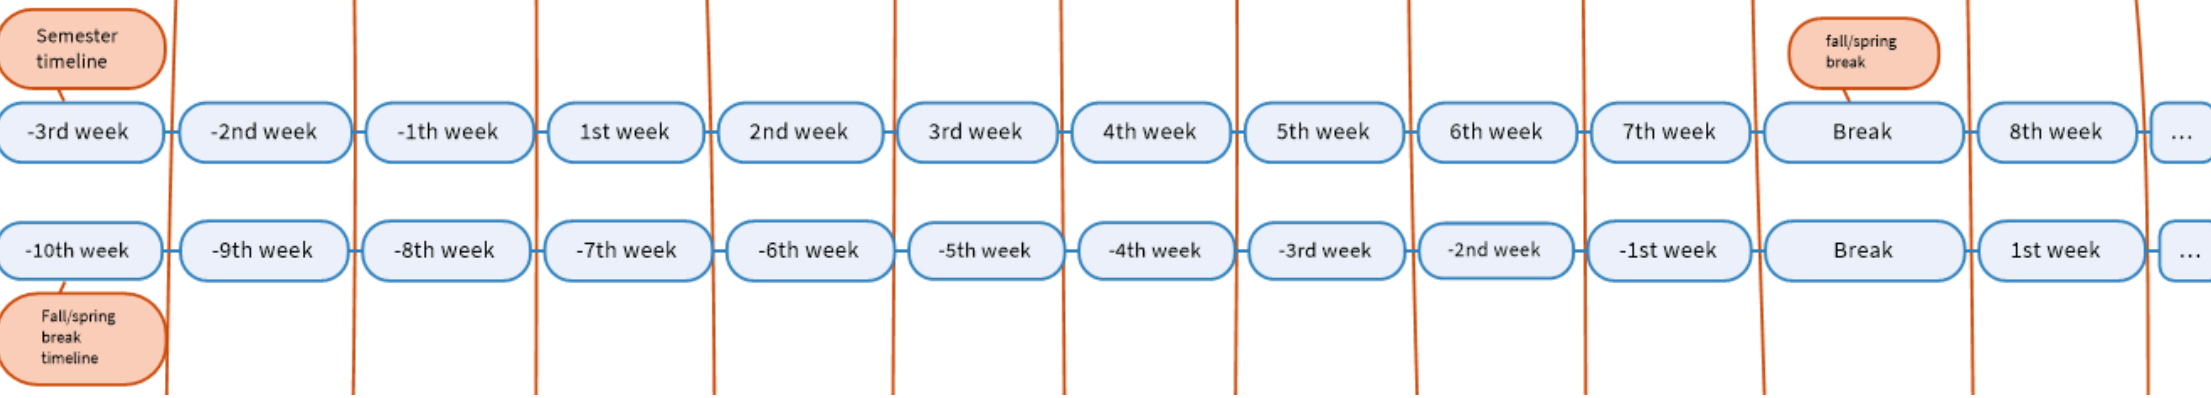 Semester
timeline
fall/spring
break
-3rd week
-2nd week
-1th week
1st week
2nd week
3rd week
4th week
5th week
6th week
7th week
Break
8th week
...
-10th week
-9th week
-8th week
-7th week
-6th week
-5th week
-4th week
-3rd week
-2nd week
-1st week
Break
1st week
...
Fall/spring
break
timeline